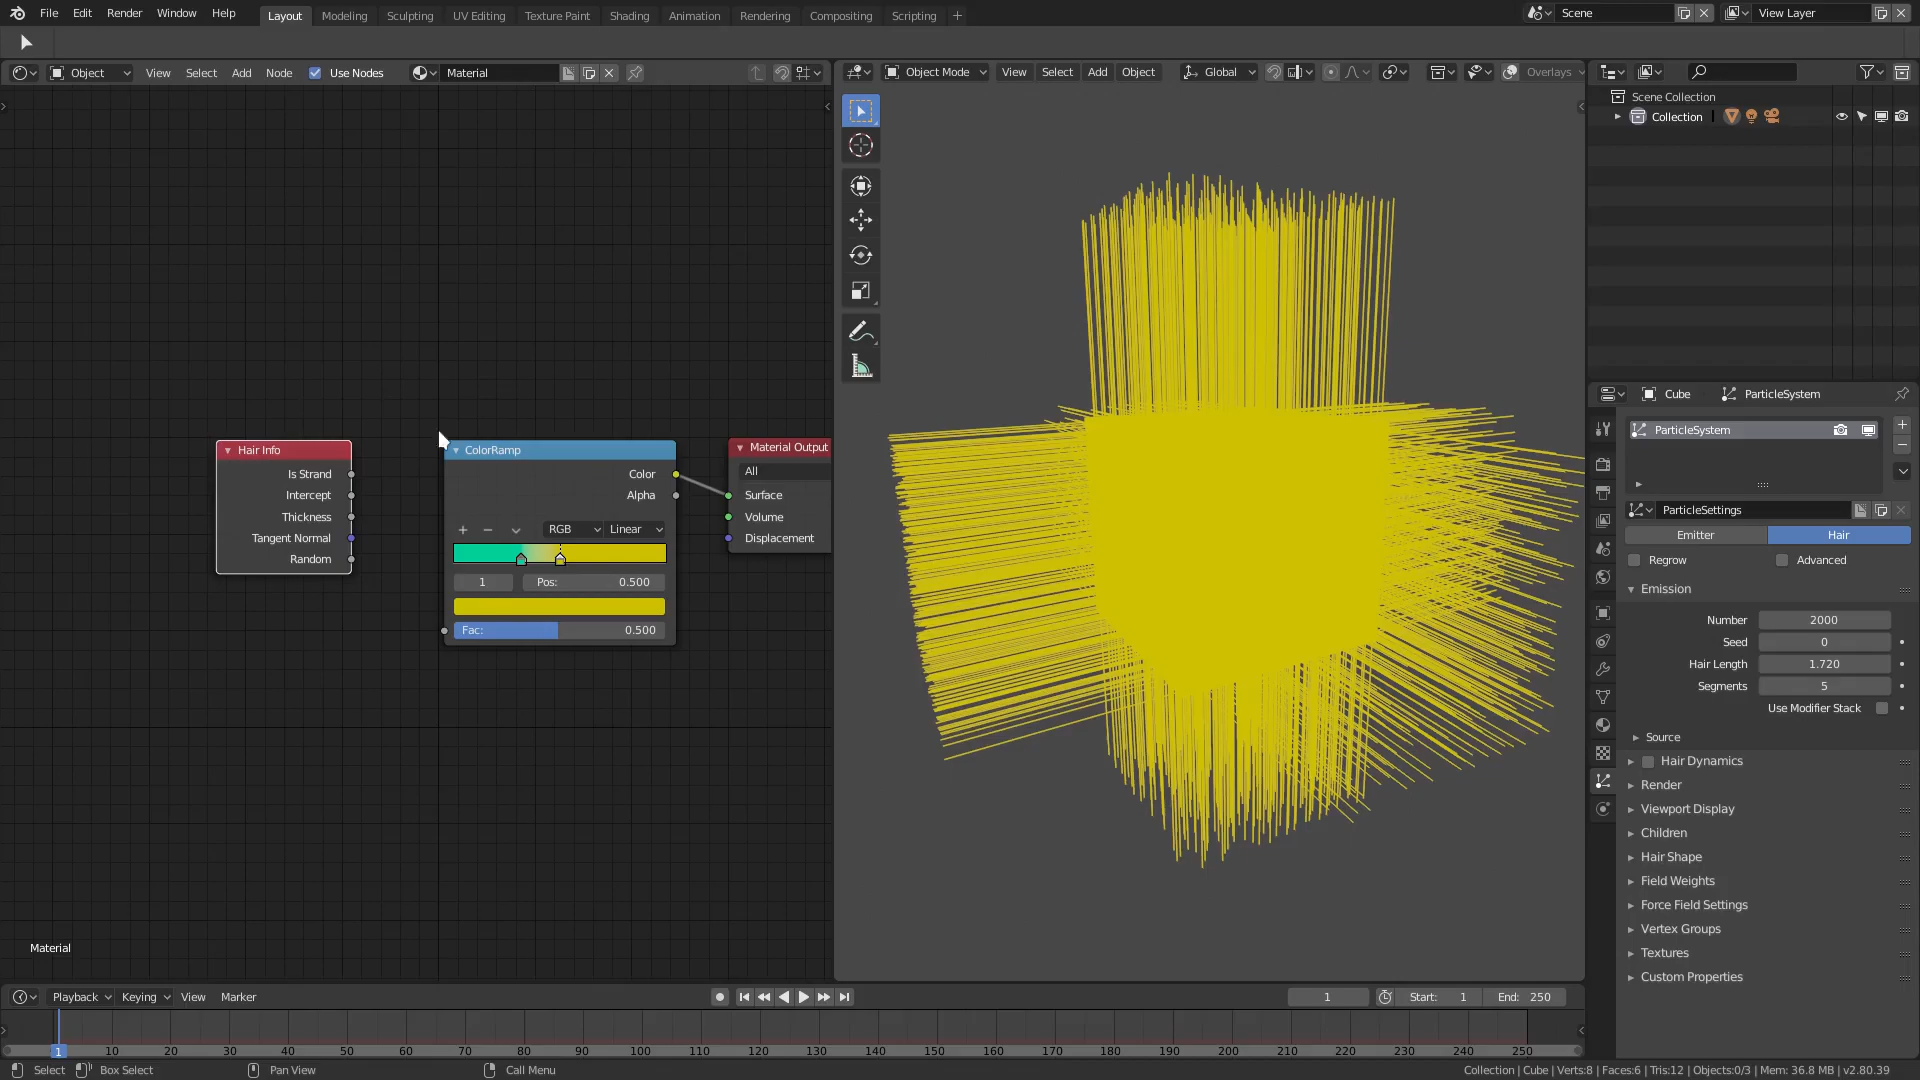 File Edit Render Window Help
Layout Modeling Sculpting UV Editing Texture Paint Shading Animation Rendering Compositing Scripting +
Scene
View Layer
Object View Select Add Node Use Nodes Material
Object Mode View Select Add Object Global Overlays
Scene Collection
Collection
Hair Info
Is Strand
Intercept
Thickness
Tangent Normal
Random
ColorRamp
Color
Alpha
RGB Linear
1 Pos: 0.500
Fac: 0.500
Material Output
All
Surface
Volume
Displacement
Material
Cube ParticleSystem
ParticleSystem
ParticleSettings
Emitter Hair
Regrow Advanced
Emission
Number 2000
Seed 0
Hair Length 1.720
Segments 5
Use Modifier Stack
Source
Hair Dynamics
Render
Viewport Display
Children
Hair Shape
Field Weights
Force Field Settings
Vertex Groups
Textures
Custom Properties
Playback Keying View Marker
1 Start: 1 End: 250
1 10 20 30 40 50 60 70 80 90 100 110 120 130 140 150 160 170 180 190 200 210 220 230 240 250
Select Box Select Pan View Call Menu
Collection | Cube | Verts:8 | Faces:6 | Tris:12 | Objects:0/3 | Mem: 36.8 MB | v2.80.39